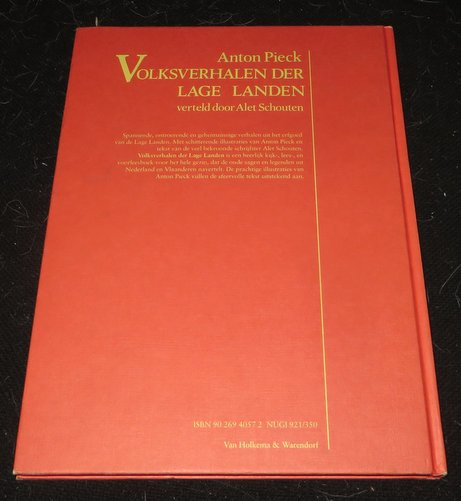 Anton Pieck
VOLKSVERHALEN DER
LAGE LANDEN
verteld door Alet Schouten
Spannende, ontroerende en geheimzinnige verhalen uit het erfgoed
van de Lage Landen. Met schitterende illustraties van Anton Pieck en
tekst van de veel bekroonde schrijfster Alet Schouten.
Volksverhalen der Lage Landen is een heerlijk kijk-, lees-, en
voorleesboek voor het hele gezin, dat de oude sagen en legenden uit
Nederland en Vlaanderen navertelt. De prachtige illustraties van
Anton Pieck vullen de sfeervolle tekst uitstekend aan.
ISBN 90 269 4057 2 NUGI 921/350
Van Holkema & Warendorf